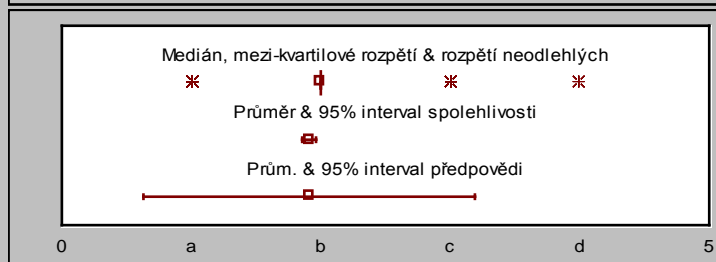 Medián, mezi-kvartilové rozpětí & rozpětí neodlehlých
Průměr & 95% interval spolehlivosti
Prům. & 95% interval předpovědi
0 a b c d 5